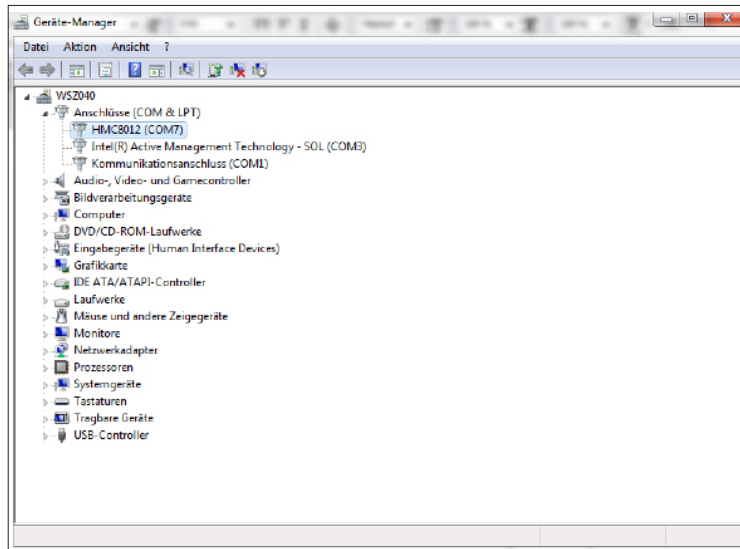 Geräte-Manager
Datei Aktion Ansicht ?
WSZ040
Anschlüsse (COM & LPT)
HMC8012 (COM7)
Intel(R) Active Management Technology - SOL (COM3)
Kommunikationsanschluss (COM1)
Audio-, Video- und Gamecontroller
Bildverarbeitungsgeräte
Computer
DVD/CD-ROM-Laufwerke
Eingabegeräte (Human Interface Devices)
Grafikkarte
IDE ATA/ATAPI-Controller
Laufwerke
Mäuse und andere Zeigegeräte
Monitore
Netzwerkadapter
Prozessoren
Systemgeräte
Tastaturen
Tragbare Geräte
USB-Controller